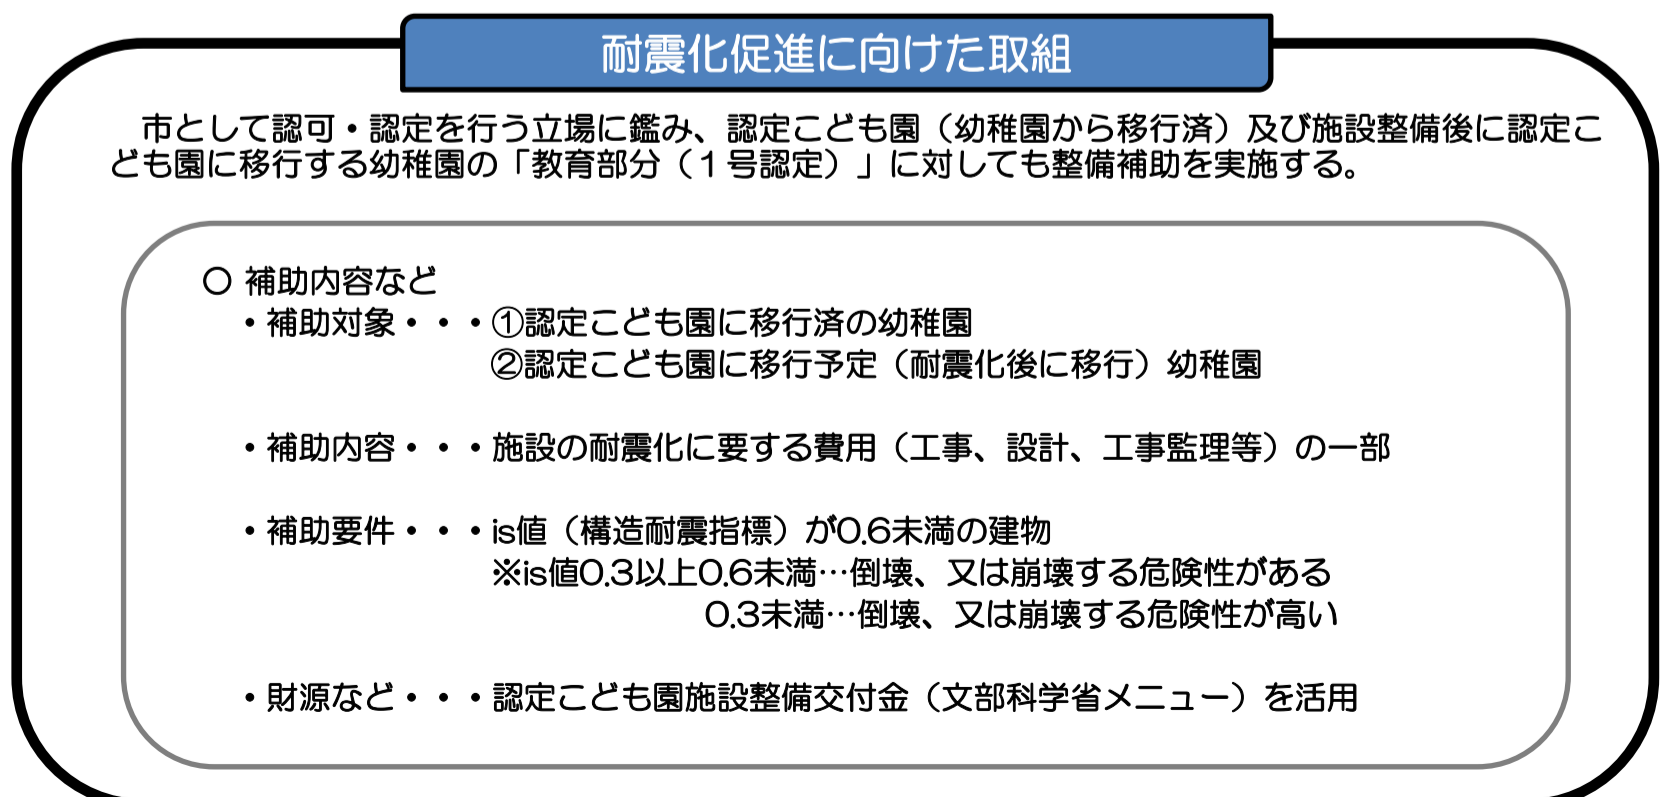 耐震化促進に向けた取組
市として認可・認定を行う立場に鑑み、認定こども園（幼稚園から移行済）及び施設整備後に認定こ
ども園に移行する幼稚園の「教育部分（１号認定）」に対しても整備補助を実施する。
〇 補助内容など
・補助対象・・・①認定こども園に移行済の幼稚園
②認定こども園に移行予定（耐震化後に移行）幼稚園
・補助内容・・・施設の耐震化に要する費用（工事、設計、工事監理等）の一部
・補助要件・・・is値（構造耐震指標）が0.6未満の建物
※is値0.3以上0.6未満…倒壊、又は崩壊する危険性がある
0.3未満…倒壊、又は崩壊する危険性が高い
・財源など・・・認定こども園施設整備交付金（文部科学省メニュー）を活用